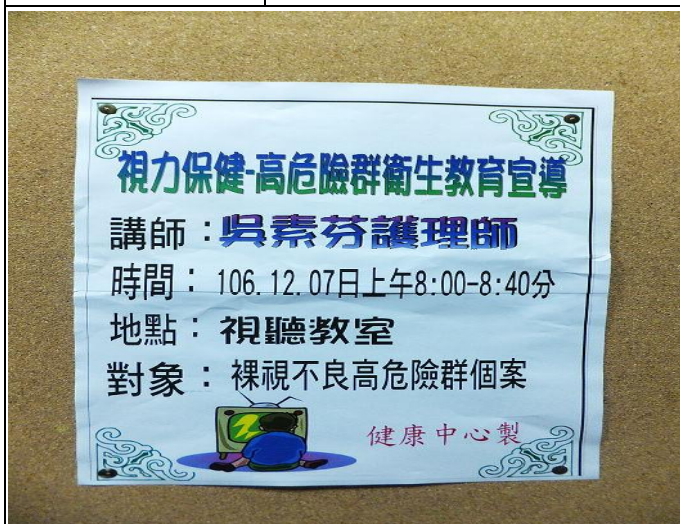 視力保健-高危險群衛生教育宣導
講師：吳素芬護理師
時間：106.12.07日上午8:00-8:40分
地點：視聽教室
對象：裸視不良高危險群個案
健康中心製